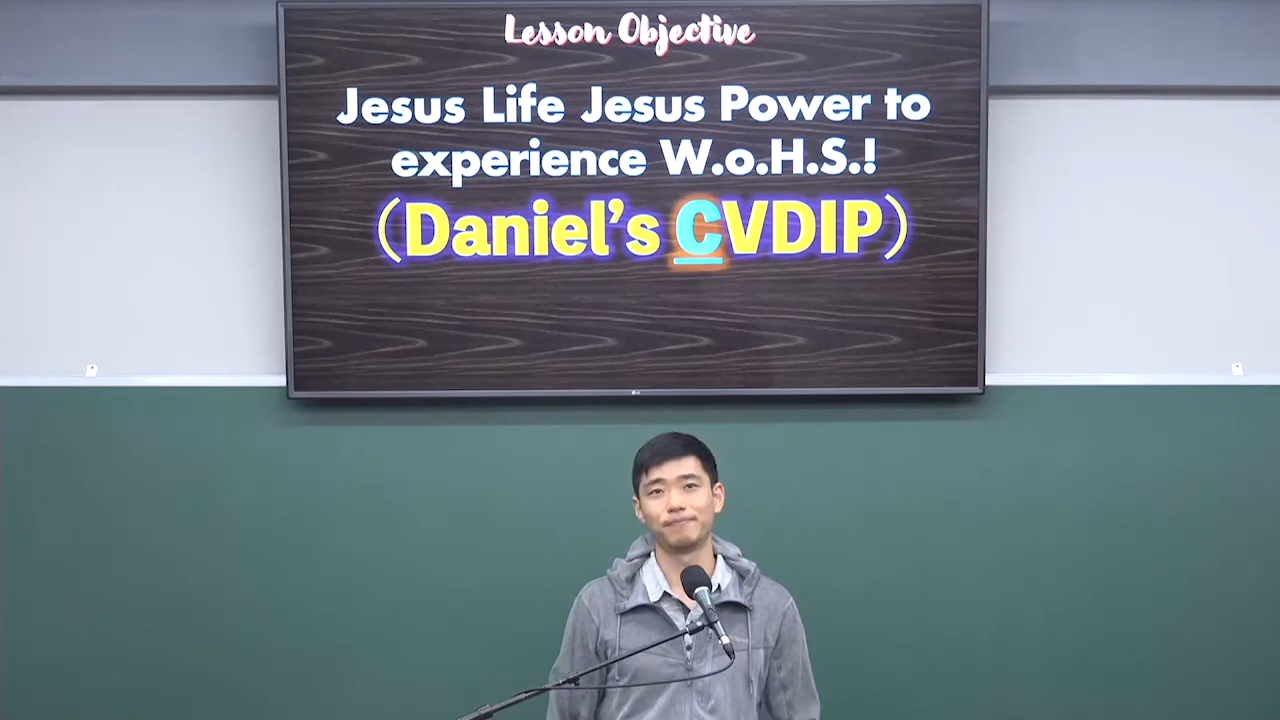 Lesson Objective
Jesus Life Jesus Power to
experience W.o.H.S.!
(Daniel's CVDIP)